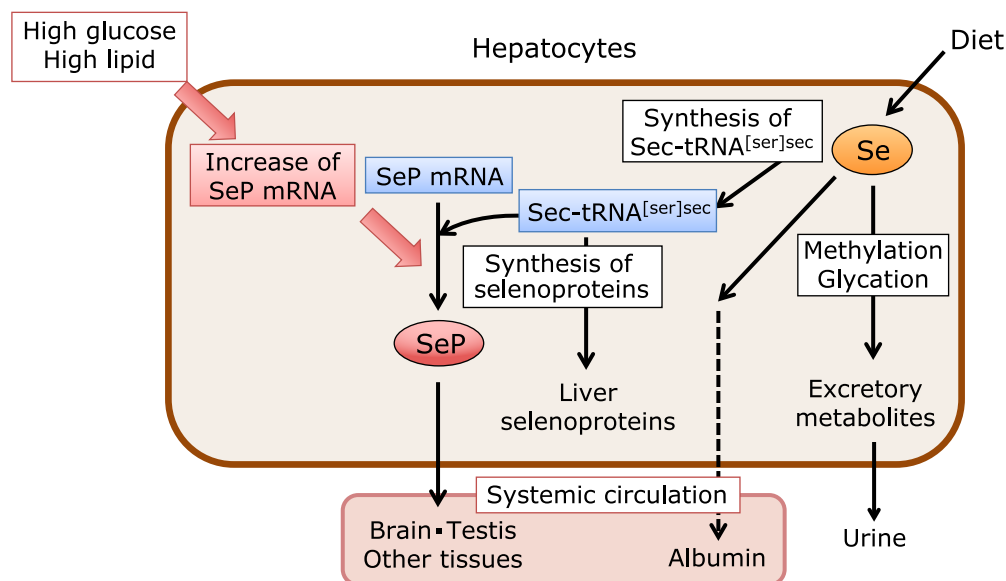 High glucose
High lipid
Hepatocytes
Diet
Synthesis of
Sec-tRNA[ser]sec
Se
Increase of
SeP mRNA
SeP mRNA
Sec-tRNA[ser]sec
Synthesis of
selenoproteins
Methylation
Glycation
SeP
Liver
selenoproteins
Excretory
metabolites
Systemic circulation
Brain・Testis
Other tissues
Albumin
Urine